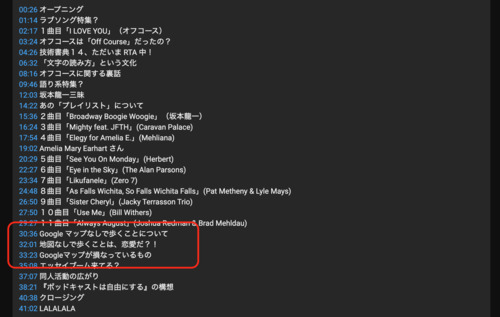 00:26 オープニング
01:14 ラブソング特集？
02:17 １曲目「I LOVE YOU」（オフコース）
03:24 オフコースは「Off Course」だったの？
04:26 技術書典１４、ただいま RTA 中！
06:32 「文字の読み方」という文化
08:16 オフコースに関する裏話
09:46 語り系特集？
12:03 坂本龍一三昧
14:22 あの「プレイリスト」について
15:36 ２曲目「Broadway Boogie Woogie」（坂本龍一）
16:24 ３曲目「Mighty feat. JFTH」(Caravan Palace)
17:54 ４曲目「Elegy for Amelia E.」(Mehliana)
19:02 Amelia Mary Earhart さん
20:29 ５曲目「See You On Monday」(Herbert)
22:27 ６曲目「Eye in the Sky」(The Alan Parsons)
23:34 ７曲目「Likufanele」(Zero 7)
24:48 ８曲目「As Falls Wichita, So Falls Wichita Falls」(Pat Metheny & Lyle Mays)
26:50 ９曲目「Sister Cheryl」(Jacky Terrasson Trio)
27:50 １０曲目「Use Me」(Bill Withers)
29:27 １１曲目「Always August」(Joshua Redman & Brad Mehldau)
30:36 Google マップなしで歩くことについて
32:01 地図なしで歩くことは、恋愛だ？！
33:23 Googleマップが損なっているもの
35:08 エッセイブーム来てる？
37:07 同人活動の広がり
38:21 『ポッドキャストは自由にする』の構想
40:38 クロージング
41:02 LALALALA